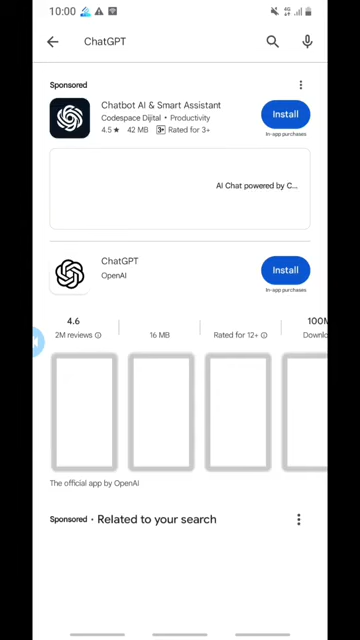 10:00
ChatGPT
Sponsored
Chatbot AI & Smart Assistant
Codespace Dijital • Productivity
4.5★ 42 MB 3+ Rated for 3+
Install
In-app purchases
AI Chat powered by C...
ChatGPT
OpenAI
Install
In-app purchases
4.6
2M reviews
16 MB
Rated for 12+
100M
Downlo
The official app by OpenAI
Sponsored • Related to your search